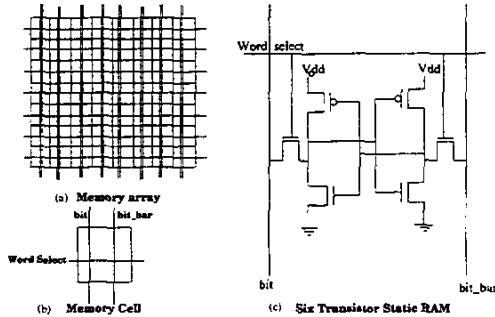 Word select
Vdd
Vdd
(a) Memory array
bit
bit_bar
Word Select
(b) Memory Cell
bit
bit_bar
(c) Six Transistor Static RAM